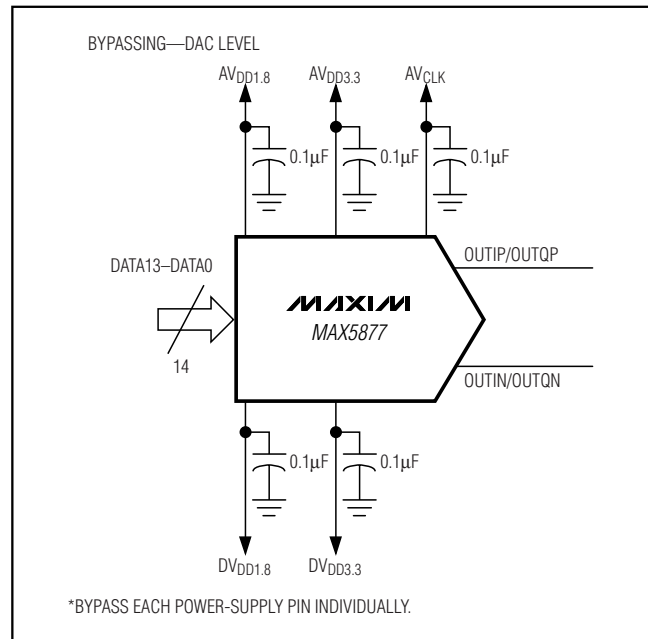 BYPASSING—DAC LEVEL
AVDD1.8 AVDD3.3 AVCLK
0.1µF 0.1µF 0.1µF
OUTIP/OUTQP
DATA13–DATA0
MAXIM
MAX5877
14
OUTIN/OUTQN
0.1µF 0.1µF
DVDD1.8 DVDD3.3
*BYPASS EACH POWER-SUPPLY PIN INDIVIDUALLY.